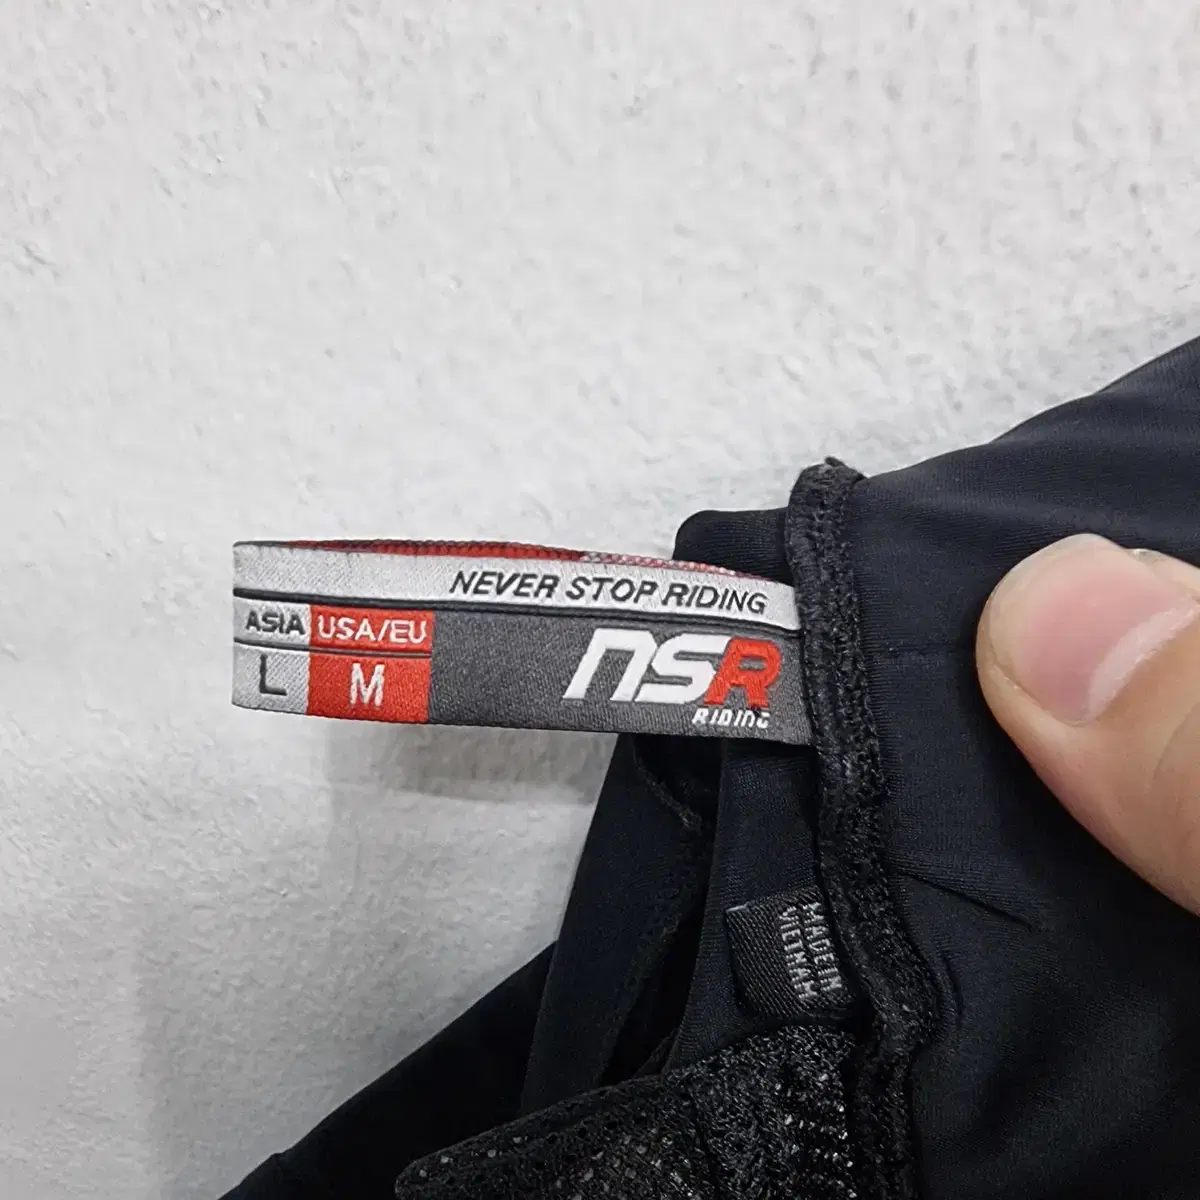 NEVER STOP RIDING
ASIA USA/EU
L M
nSR
RIDING
MADE IN
VIETNAM